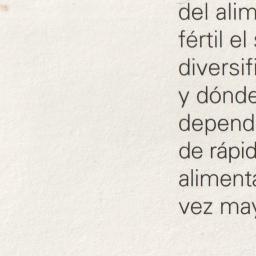 del alim
fértil el s
diversifi
y dónde
depend
de rápid
alimenta
vez may